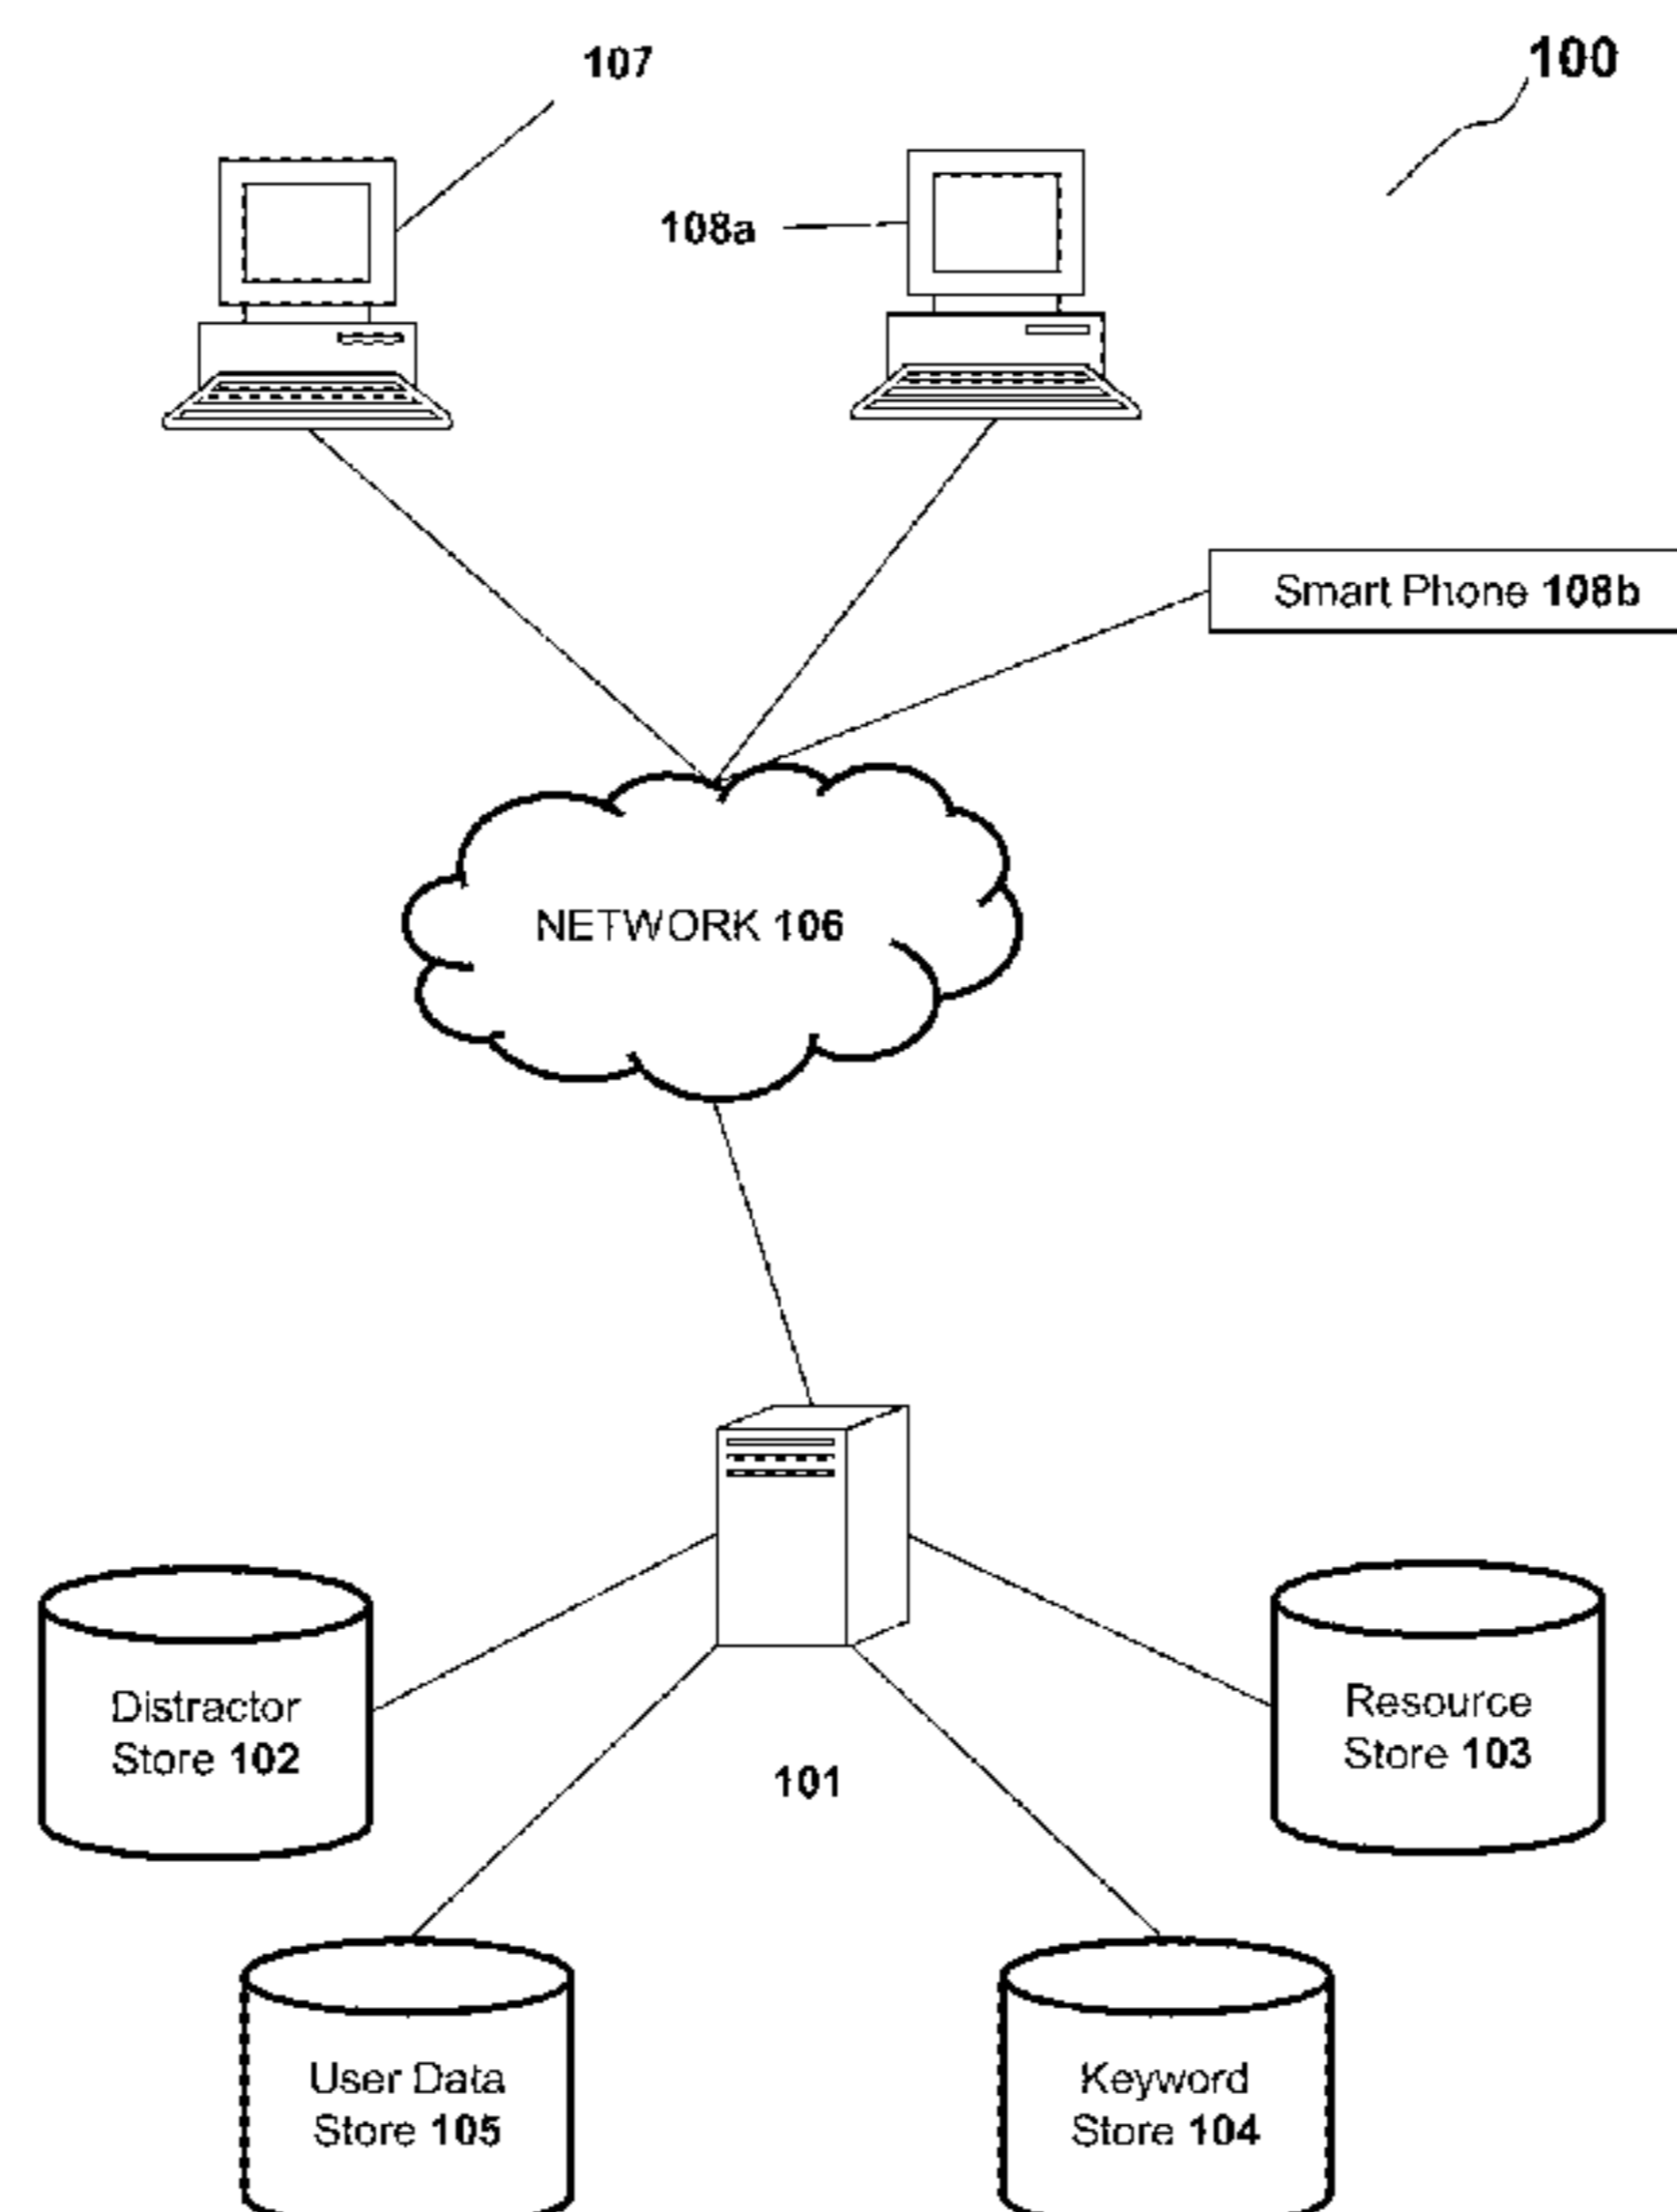 107
100
108a
Smart Phone 108b
NETWORK 106
Distractor
Store 102
Resource
Store 103
101
User Data
Store 105
Keyword
Store 104